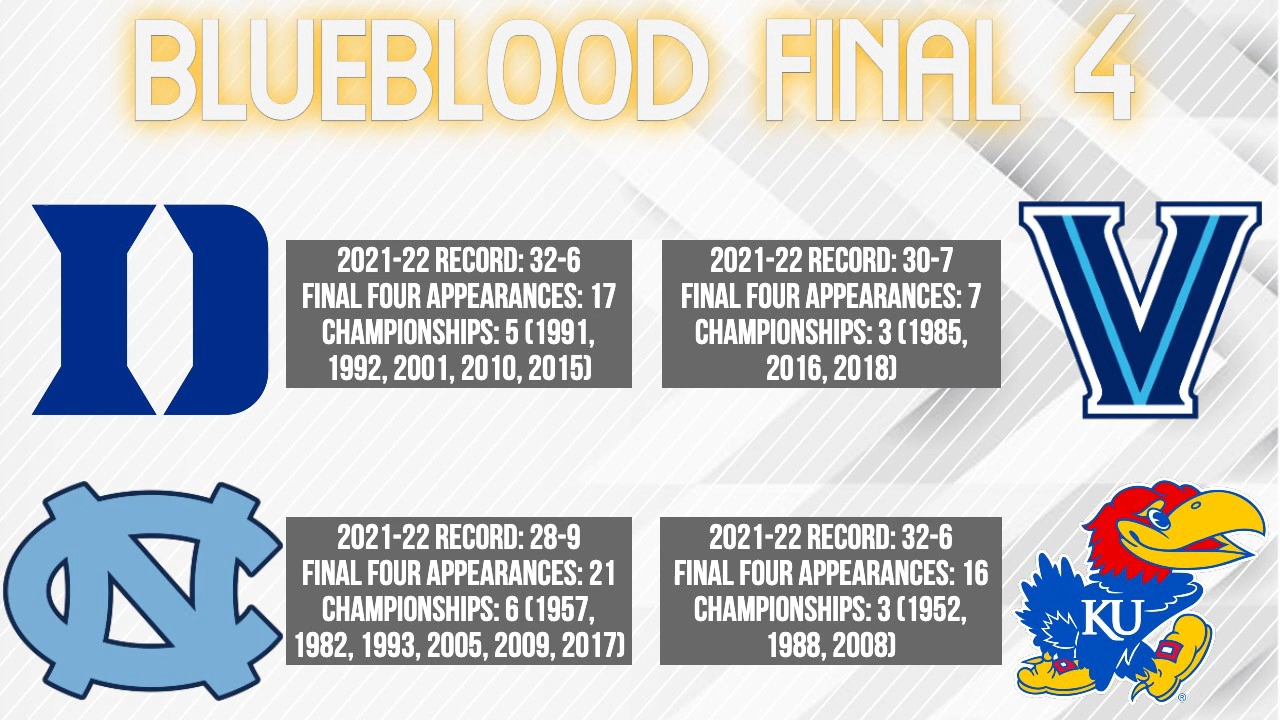 BLUEBLOOD FINAL 4
2021-22 RECORD: 32-6
FINAL FOUR APPEARANCES: 17
CHAMPIONSHIPS: 5 (1991,
1992, 2001, 2010, 2015)
2021-22 RECORD: 30-7
FINAL FOUR APPEARANCES: 7
CHAMPIONSHIPS: 3 (1985,
2016, 2018)
D
V
2021-22 RECORD: 28-9
FINAL FOUR APPEARANCES: 21
CHAMPIONSHIPS: 6 (1957,
1982, 1993, 2005, 2009, 2017)
2021-22 RECORD: 32-6
FINAL FOUR APPEARANCES: 16
CHAMPIONSHIPS: 3 (1952,
1988, 2008)
NC
KU
®